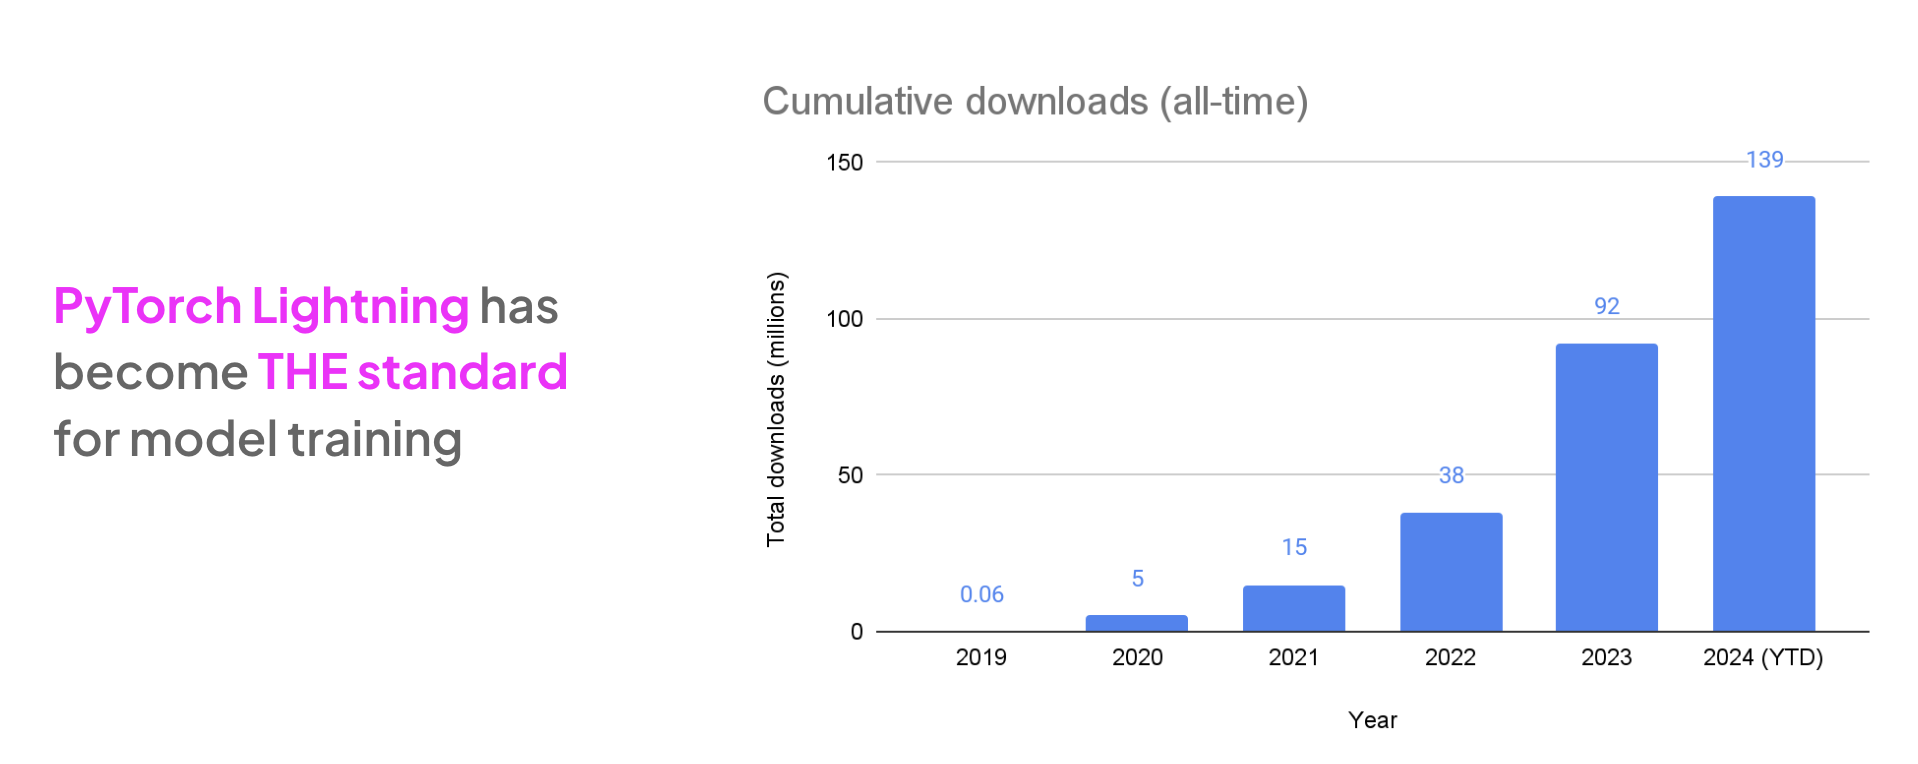 PyTorch Lightning has
become THE standard
for model training
Cumulative downloads (all-time)
Total downloads (millions)
150
100
50
0
0.06
5
15
38
92
139
2019
2020
2021
2022
2023
2024 (YTD)
Year